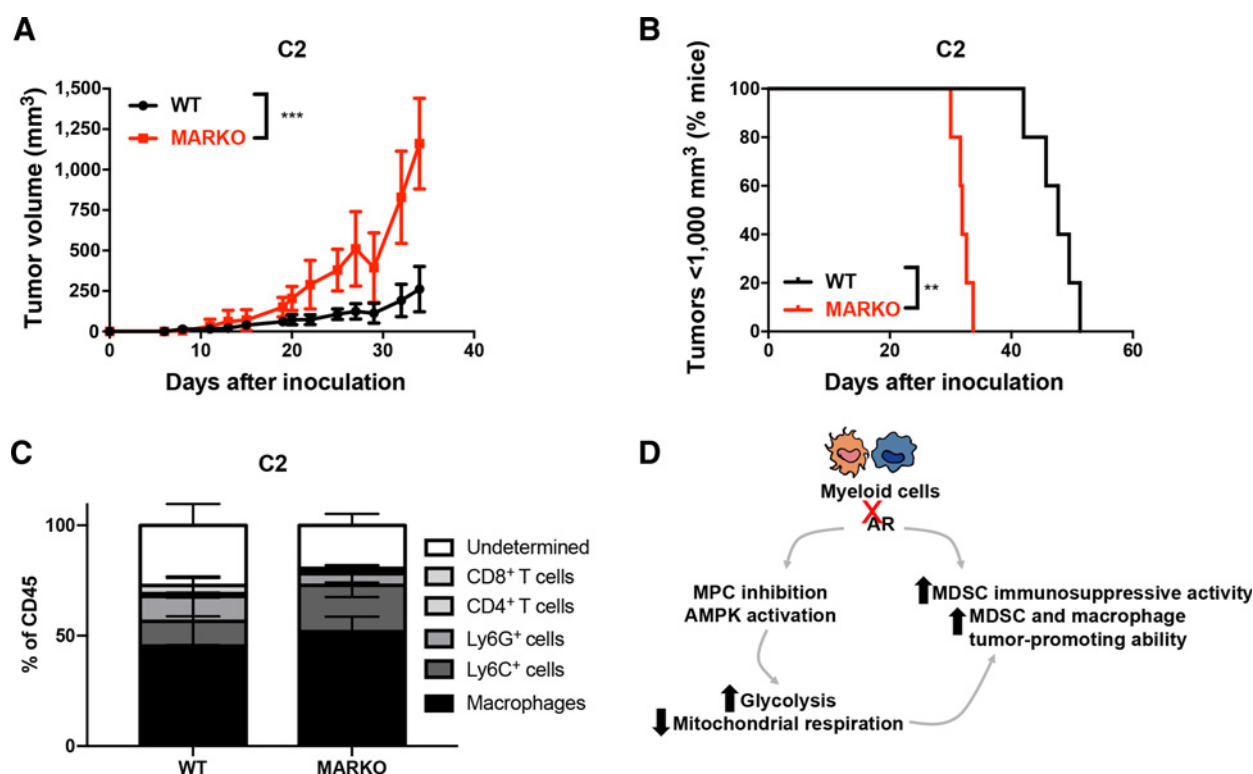 A
C2
Tumor volume (mm³)
1,500
1,250
1,000
750
500
250
0
WT
MARKO
***
0
10
20
30
40
Days after inoculation
B
C2
Tumors <1,000 mm³ (% mice)
100
80
60
40
20
0
WT
MARKO
**
0
20
40
60
Days after inoculation
C
C2
% of CD45
100
50
0
WT
MARKO
Undetermined
CD8⁺ T cells
CD4⁺ T cells
Ly6G⁺ cells
Ly6C⁺ cells
Macrophages
D
Myeloid cells
X
AR
MPC inhibition
AMPK activation
MDSC immunosuppressive activity
MDSC and macrophage
tumor-promoting ability
Glycolysis
Mitochondrial respiration